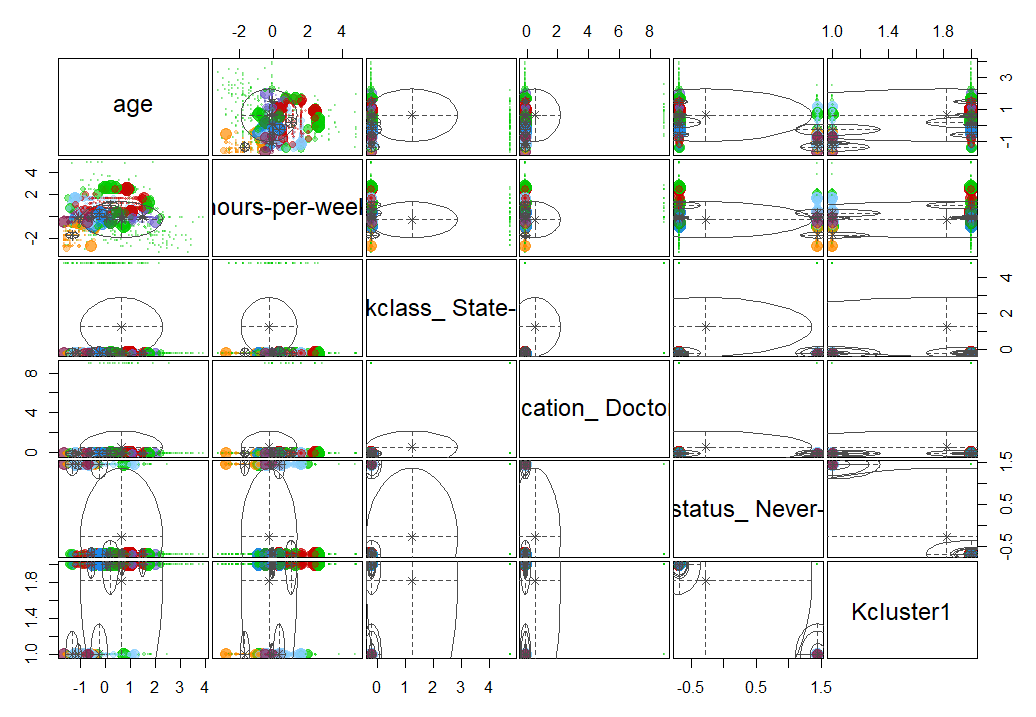 -2 0 2 4 0 2 4 6 8 1.0 1.4 1.8
age
-1 1 3
-2 2 4
hours-per-week
kclass_ State-
0 2 4
0 4 8
cation_ Docto
status_ Never-
-0.5 0.5 1.5
1.0 1.4 1.8
Kcluster1
-1 0 1 2 3 4 0 1 2 3 4 -0.5 0.5 1.5